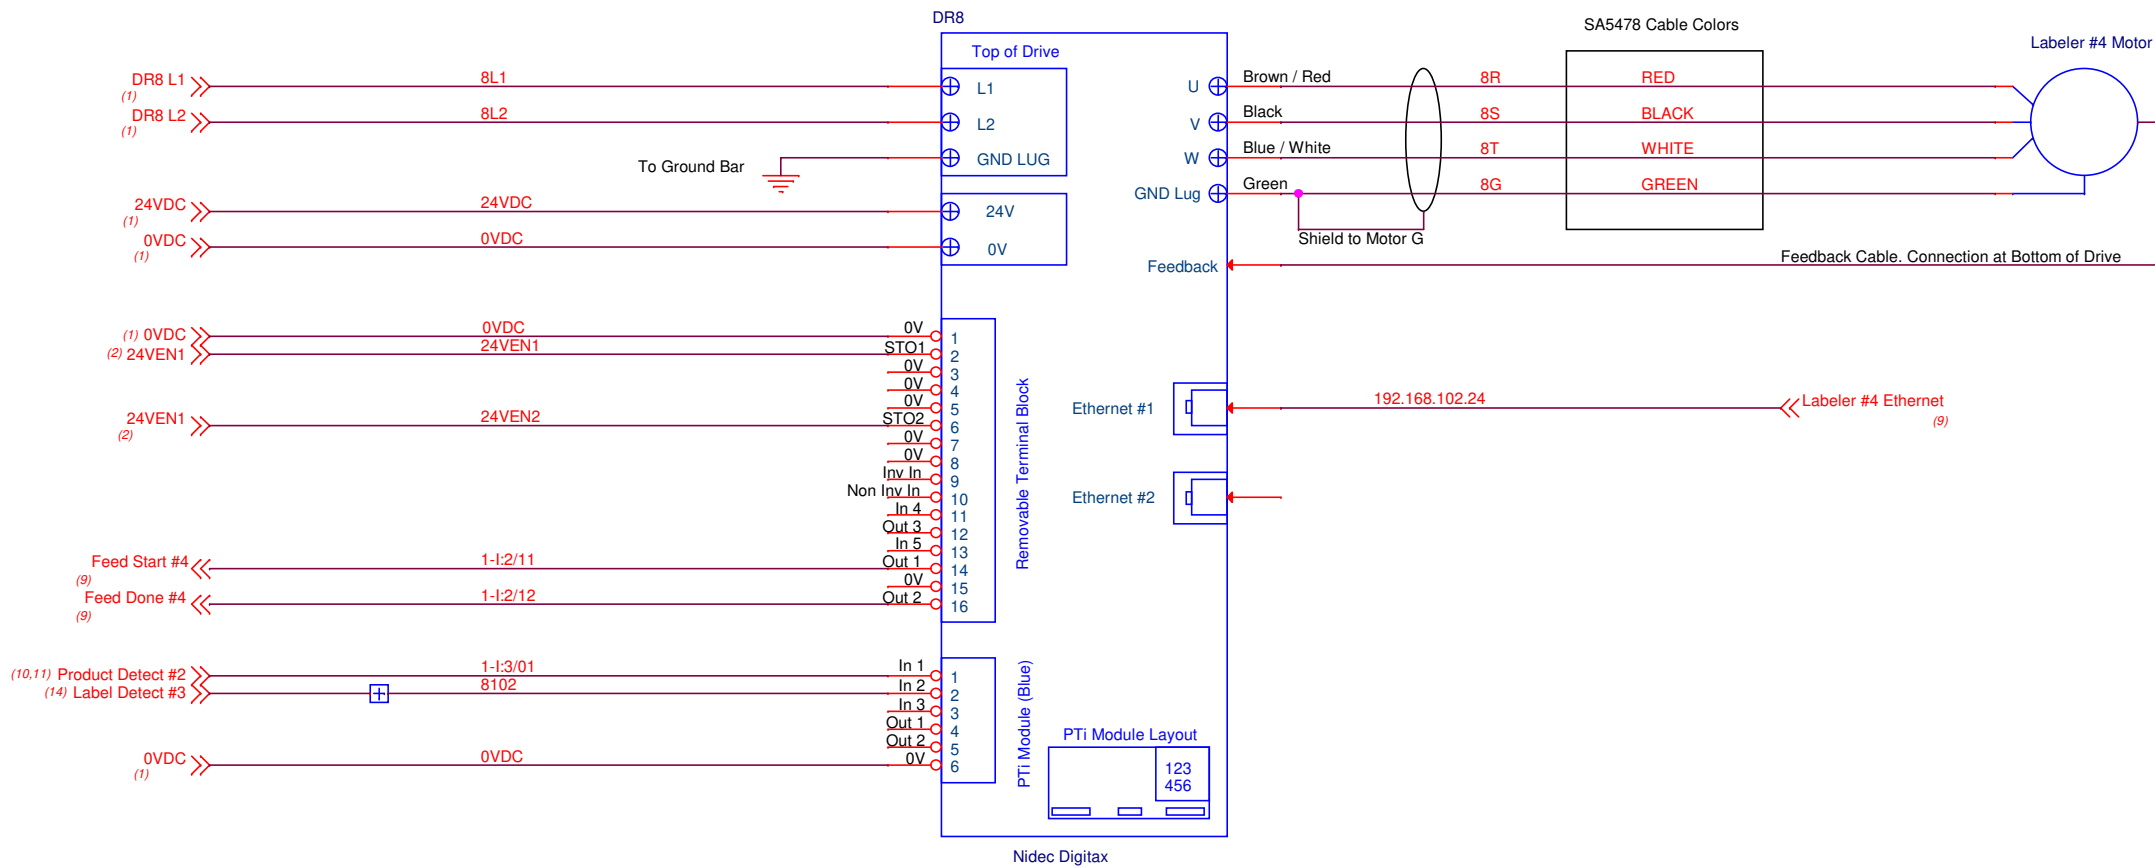 DR8
SA5478 Cable Colors
Labeler #4 Motor
Top of Drive
DR8 L1
(1)
8L1
L1
DR8 L2
(1)
8L2
L2
To Ground Bar
GND LUG
24VDC
(1)
24VDC
24V
0VDC
(1)
0VDC
0V
U
Brown / Red
8R
RED
V
Black
8S
BLACK
W
Blue / White
8T
WHITE
GND Lug
Green
8G
GREEN
Shield to Motor G
Feedback
Feedback Cable. Connection at Bottom of Drive
(1) 0VDC
0VDC
0V
1
(2) 24VEN1
24VEN1
STO1
2
0V
3
0V
4
0V
5
24VEN1
(2)
24VEN2
STO2
6
0V
7
0V
8
Inv In
9
Non Inv In
10
In 4
11
Out 3
12
In 5
13
Feed Start #4
(9)
1-I:2/11
Out 1
14
0V
15
Feed Done #4
(9)
1-I:2/12
Out 2
16
Removable Terminal Block
Ethernet #1
192.168.102.24
Labeler #4 Ethernet
(9)
Ethernet #2
(10,11) Product Detect #2
1-I:3/01
In 1
1
(14) Label Detect #3
8102
In 2
2
In 3
3
Out 1
4
Out 2
5
0VDC
(1)
0VDC
0V
6
PTi Module (Blue)
PTi Module Layout
123
456
Nidec Digitax